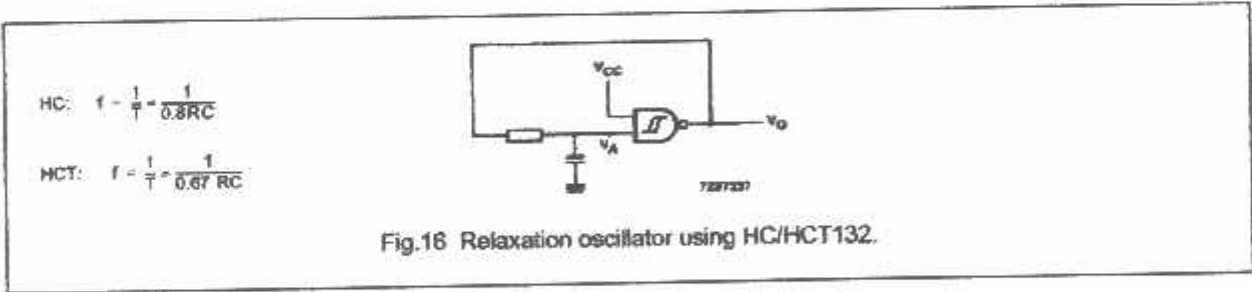 HC: f = 1/T = 1/0.8RC
HCT: f = 1/T = 1/0.67 RC
VCC
VA
VO
Fig.16 Relaxation oscillator using HC/HCT132.